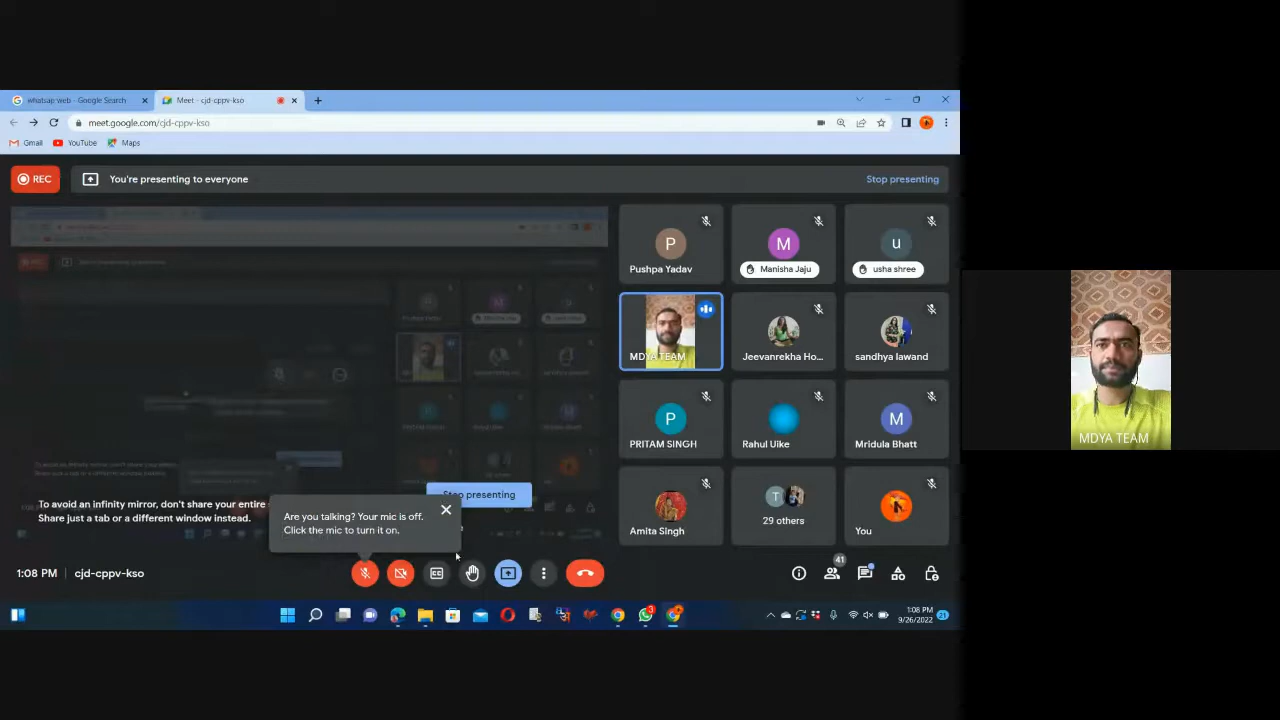 whatsap web - Google Search
Meet - cjd-cppv-kso
meet.google.com/cjd-cppv-kso
Gmail
YouTube
Maps
REC
You're presenting to everyone
Stop presenting
P
Pushpa Yadav
M
Manisha Jaju
u
usha shree
MDYA TEAM
Jeevanrekha Ho...
sandhya lawand
P
PRITAM SINGH
Rahul Uike
M
Mridula Bhatt
Amita Singh
T
29 others
You
To avoid an infinity mirror, don't share your entire
Share just a tab or a different window instead.
Stop presenting
Are you talking? Your mic is off.
Click the mic to turn it on.
1:08 PM | cjd-cppv-kso
41
3
1:08 PM
9/26/2022
21
MDYA TEAM